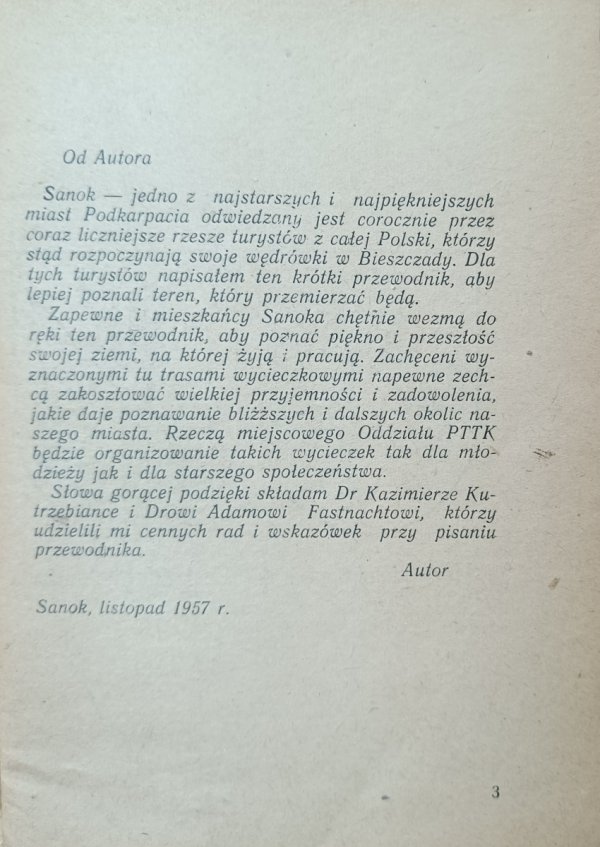 Od Autora
Sanok — jedno z najstarszych i najpiękniejszych
miast Podkarpacia odwiedzany jest corocznie przez
coraz liczniejsze rzesze turystów z całej Polski, którzy
stąd rozpoczynają swoje wędrówki w Bieszczady. Dla
tych turystów napisałem ten krótki przewodnik, aby
lepiej poznali teren, który przemierzać będą.
Zapewne i mieszkańcy Sanoka chętnie wezmą do
ręki ten przewodnik, aby poznać piękno i przeszłość
swojej ziemi, na której żyją i pracują. Zachęceni wy-
znaczonymi tu trasami wycieczkowymi napewne zech-
cą zakosztować wielkiej przyjemności i zadowolenia,
jakie daje poznawanie bliższych i dalszych okolic na-
szego miasta. Rzeczą miejscowego Oddziału PTTK
będzie organizowanie takich wycieczek tak dla mło-
dzieży jak i dla starszego społeczeństwa.
Słowa gorącej podzięki składam Dr Kazimierze Ku-
trzebiance i Drowi Adamowi Fastnachtowi, którzy
udzielili mi cennych rad i wskazówek przy pisaniu
przewodnika.
Autor
Sanok, listopad 1957 r.
3